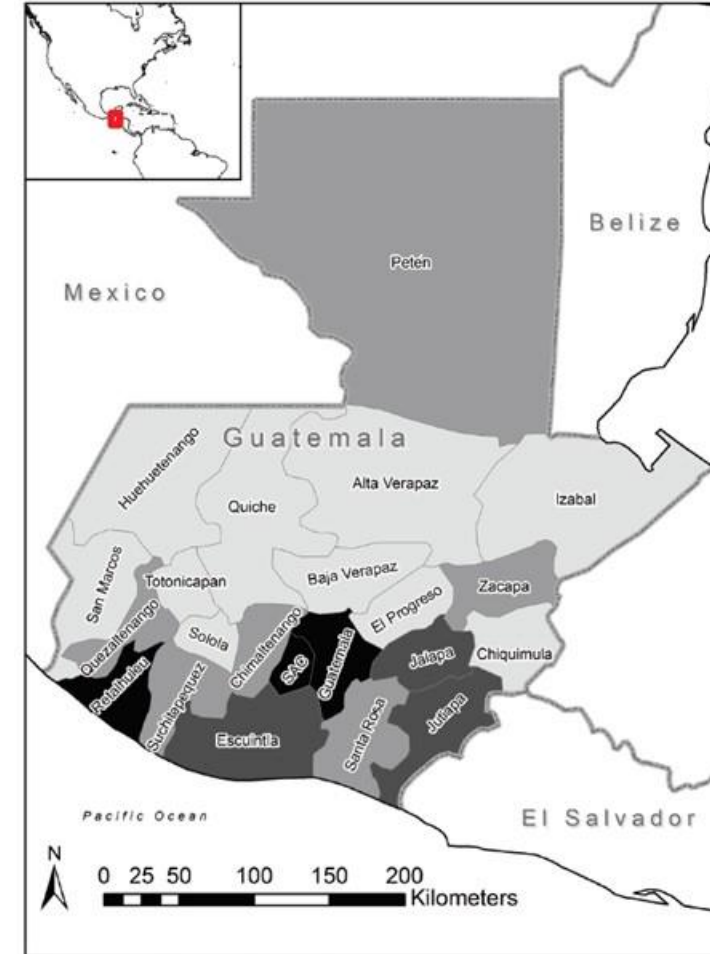 Belize
Mexico
Petén
Guatemala
Huehuetenango
Quiche
Alta Verapaz
Izabal
San Marcos
Totonicapan
Baja Verapaz
Zacapa
El Progreso
Quezaltenango
Solola
Chimaltenango
SAC
Guatemala
Jalapa
Chiquimula
Retalhuleu
Suchitepequez
Escuintla
Santa Rosa
Jutiapa
El Salvador
Pacific Ocean
N
0 25 50 100 150 200
Kilometers